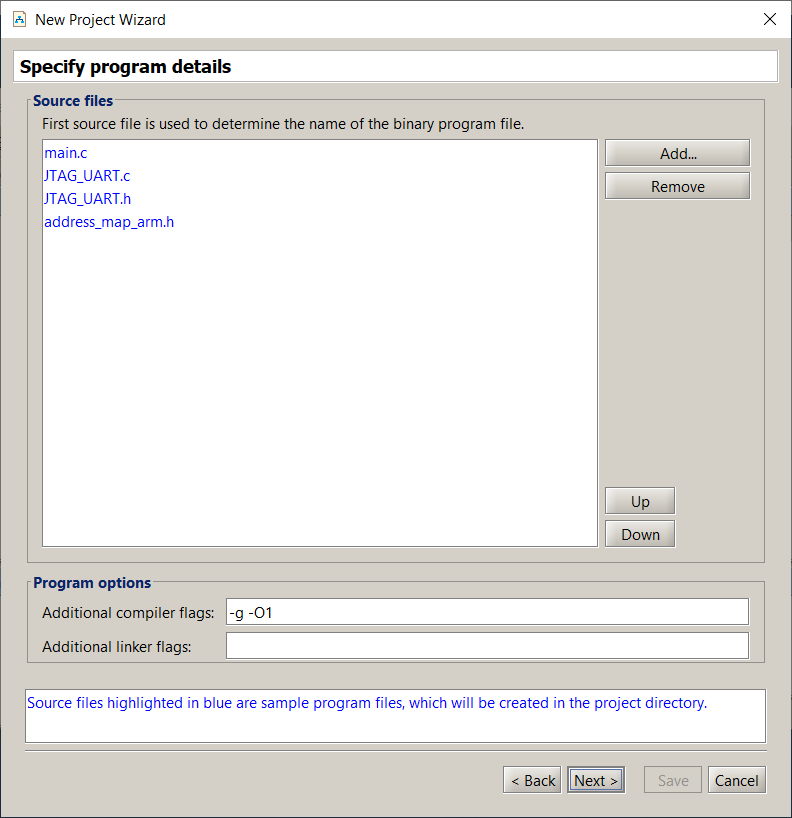 New Project Wizard
Specify program details
Source files
First source file is used to determine the name of the binary program file.
main.c
JTAG_UART.c
JTAG_UART.h
address_map_arm.h
Add...
Remove
Up
Down
Program options
Additional compiler flags: -g -O1
Additional linker flags:
Source files highlighted in blue are sample program files, which will be created in the project directory.
< Back Next > Save Cancel